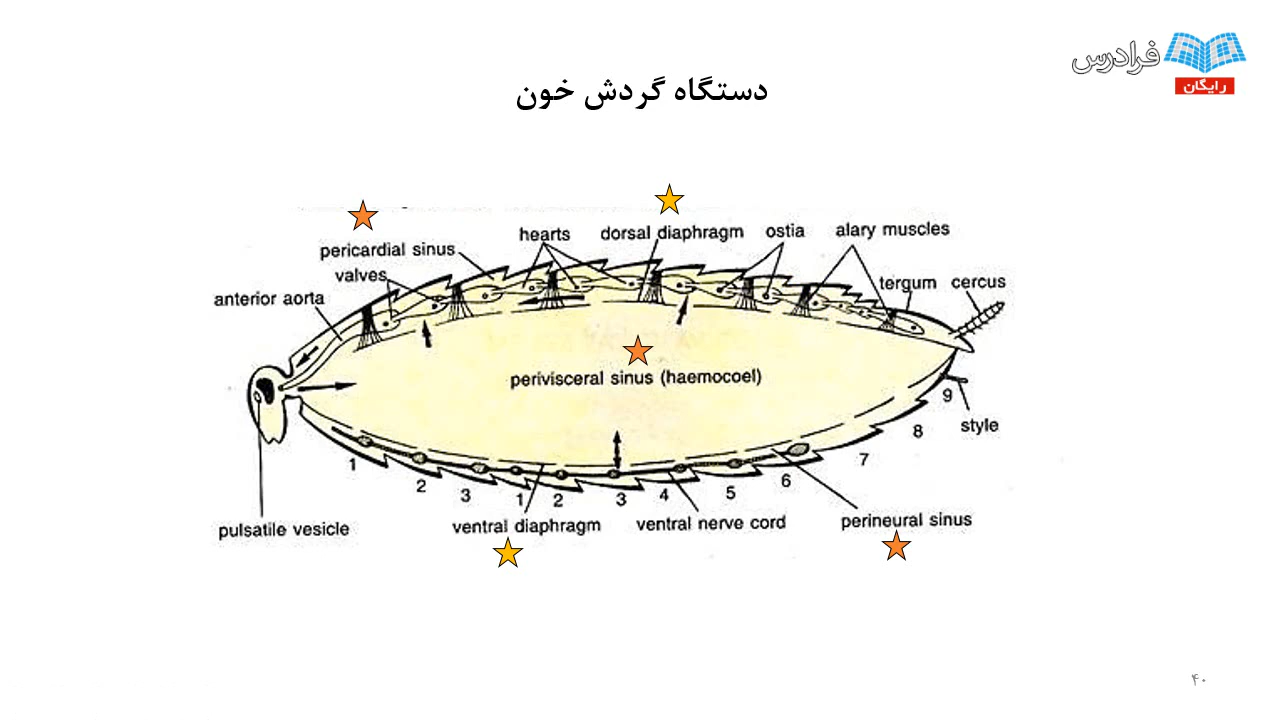 فرادرس
رایگان
دستگاه گردش خون
hearts
dorsal diaphragm
ostia
alary muscles
pericardial sinus
valves
tergum
cercus
anterior aorta
perivisceral sinus (haemocoel)
9
style
8
7
1
2
3
1
2
3
4
5
6
pulsatile vesicle
ventral diaphragm
ventral nerve cord
perineural sinus
۴۰